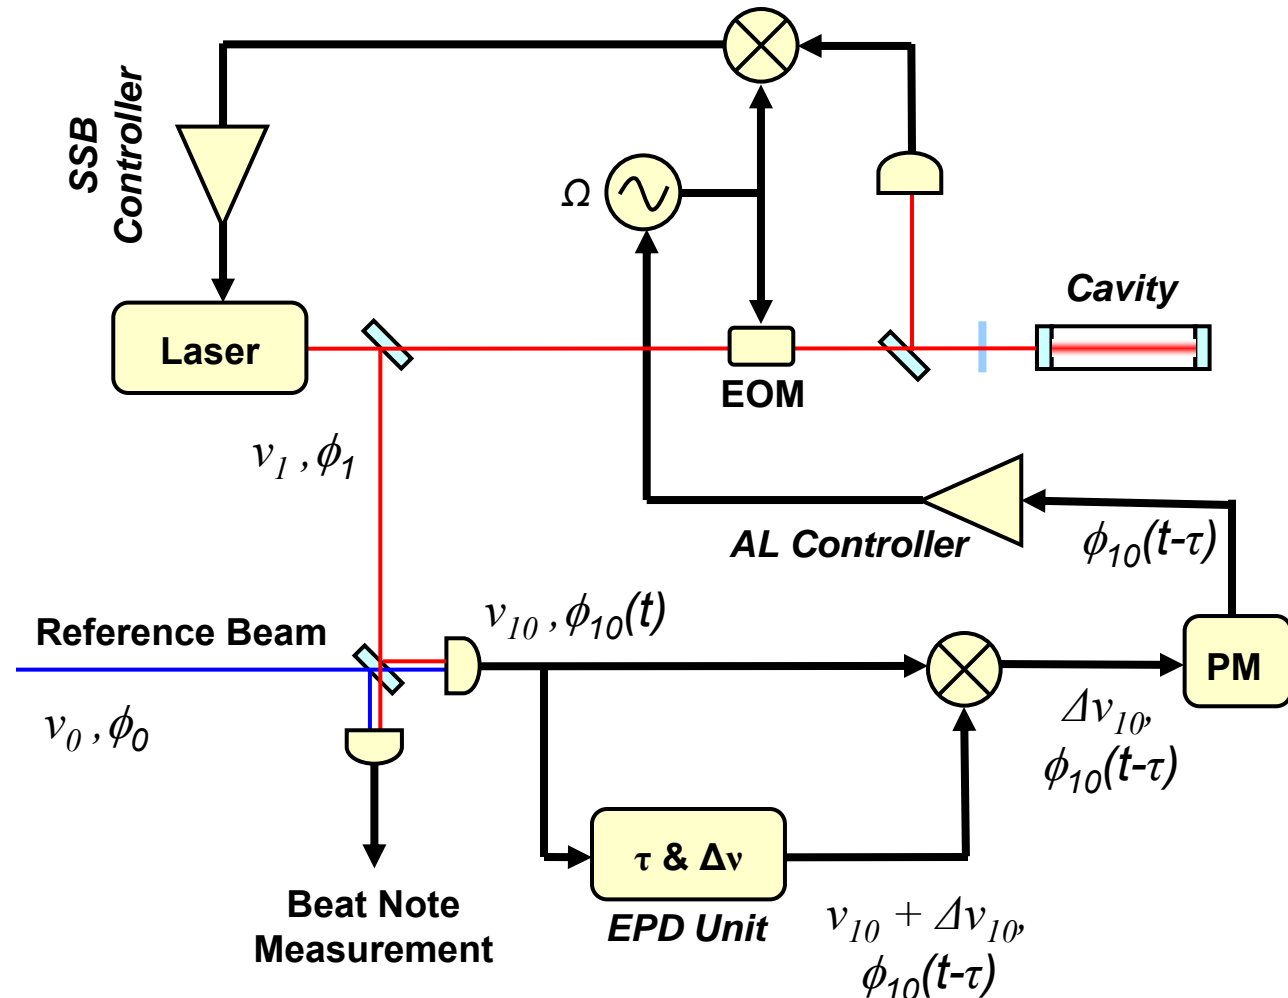 SSB
Controller
Ω
Cavity
Laser
EOM
ν₁ , ϕ₁
AL Controller
ϕ₁₀(t-τ)
Reference Beam
ν₁₀ , ϕ₁₀(t)
PM
ν₀ , ϕ₀
Δν₁₀,
ϕ₁₀(t-τ)
τ & Δν
Beat Note
Measurement
EPD Unit
ν₁₀ + Δν₁₀,
ϕ₁₀(t-τ)